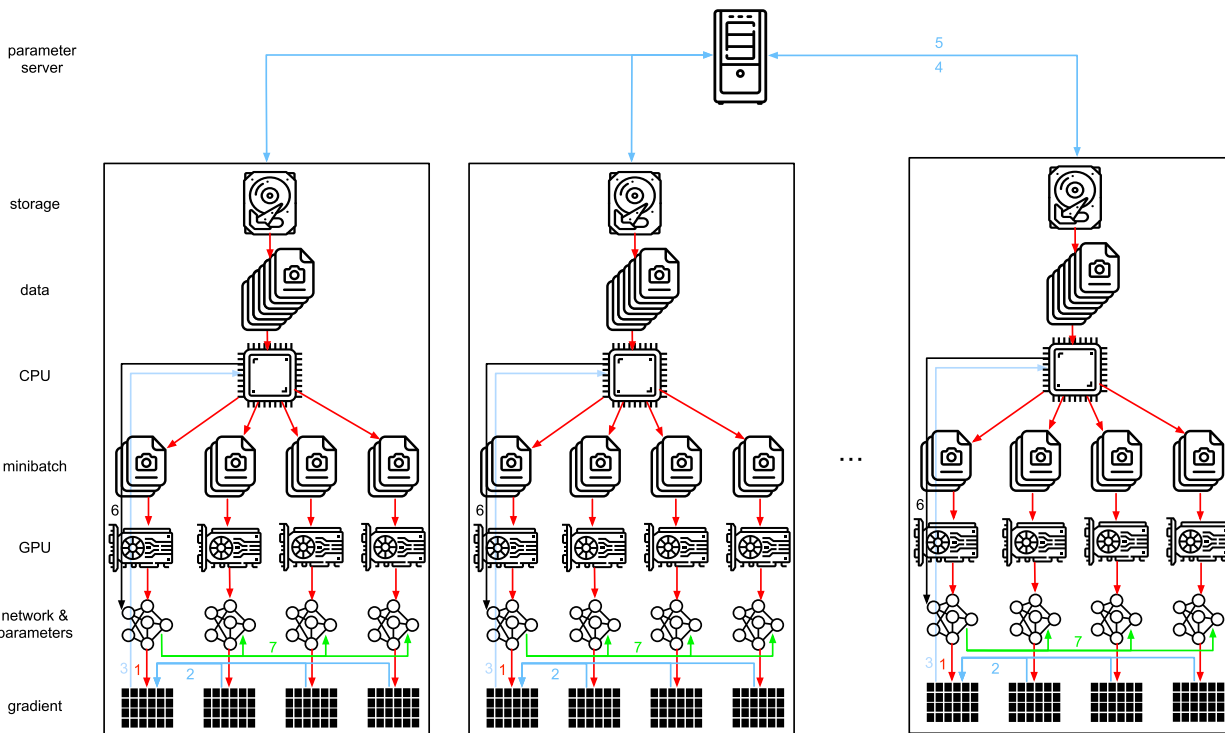 parameter
server
5
4
storage
data
CPU
minibatch
...
6
6
6
GPU
network &
parameters
7
7
7
3
1
2
3
1
2
3
1
2
gradient